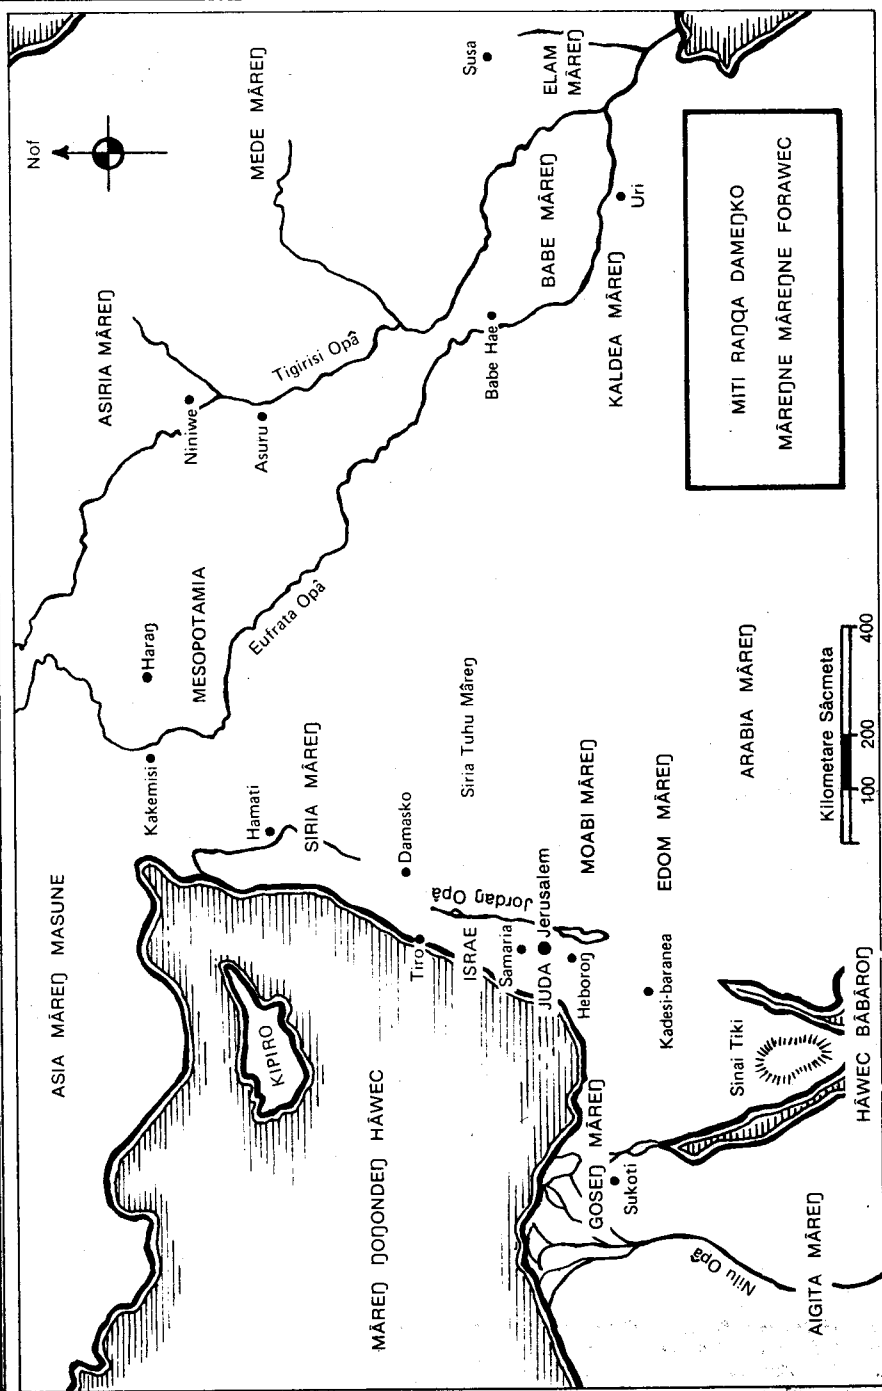 MITI RAŊQA DAMEŊKO
MÂREŊNE MÂREŊNE FORAWEC
Nof
ASIA MÂREŊ MASUNE
Kakemisi
Haraŋ
MESOPOTAMIA
Niniwe
Asuru
ASIRIA MÂREŊ
Tigirisi Opâ
MEDE MÂREŊ
Eufrata Opâ
KIPIRO
Hamati
SIRIA MÂREŊ
MÂREŊ ŊOŊONDEŊ HÂWEC
Damasko
Tiro
Siria Tuhu Mâreŋ
Jordaŋ Opâ
ISRAE
Samaria
JUDA
Jerusalem
Heboroŋ
MOABI MÂREŊ
EDOM MÂREŊ
Kadesi-baranea
Babe Hae
BABE MÂREŊ
Susa
ELAM
MÂREŊ
KALDEA MÂREŊ
Uri
GOSEŊ MÂREŊ
Sukoti
Nilu Opâ
AIGITA MÂREŊ
Sinai Tiki
HÂWEC BÂBÂROŊ
ARABIA MÂREŊ
Kilometare Sâcmeta
100 200 400